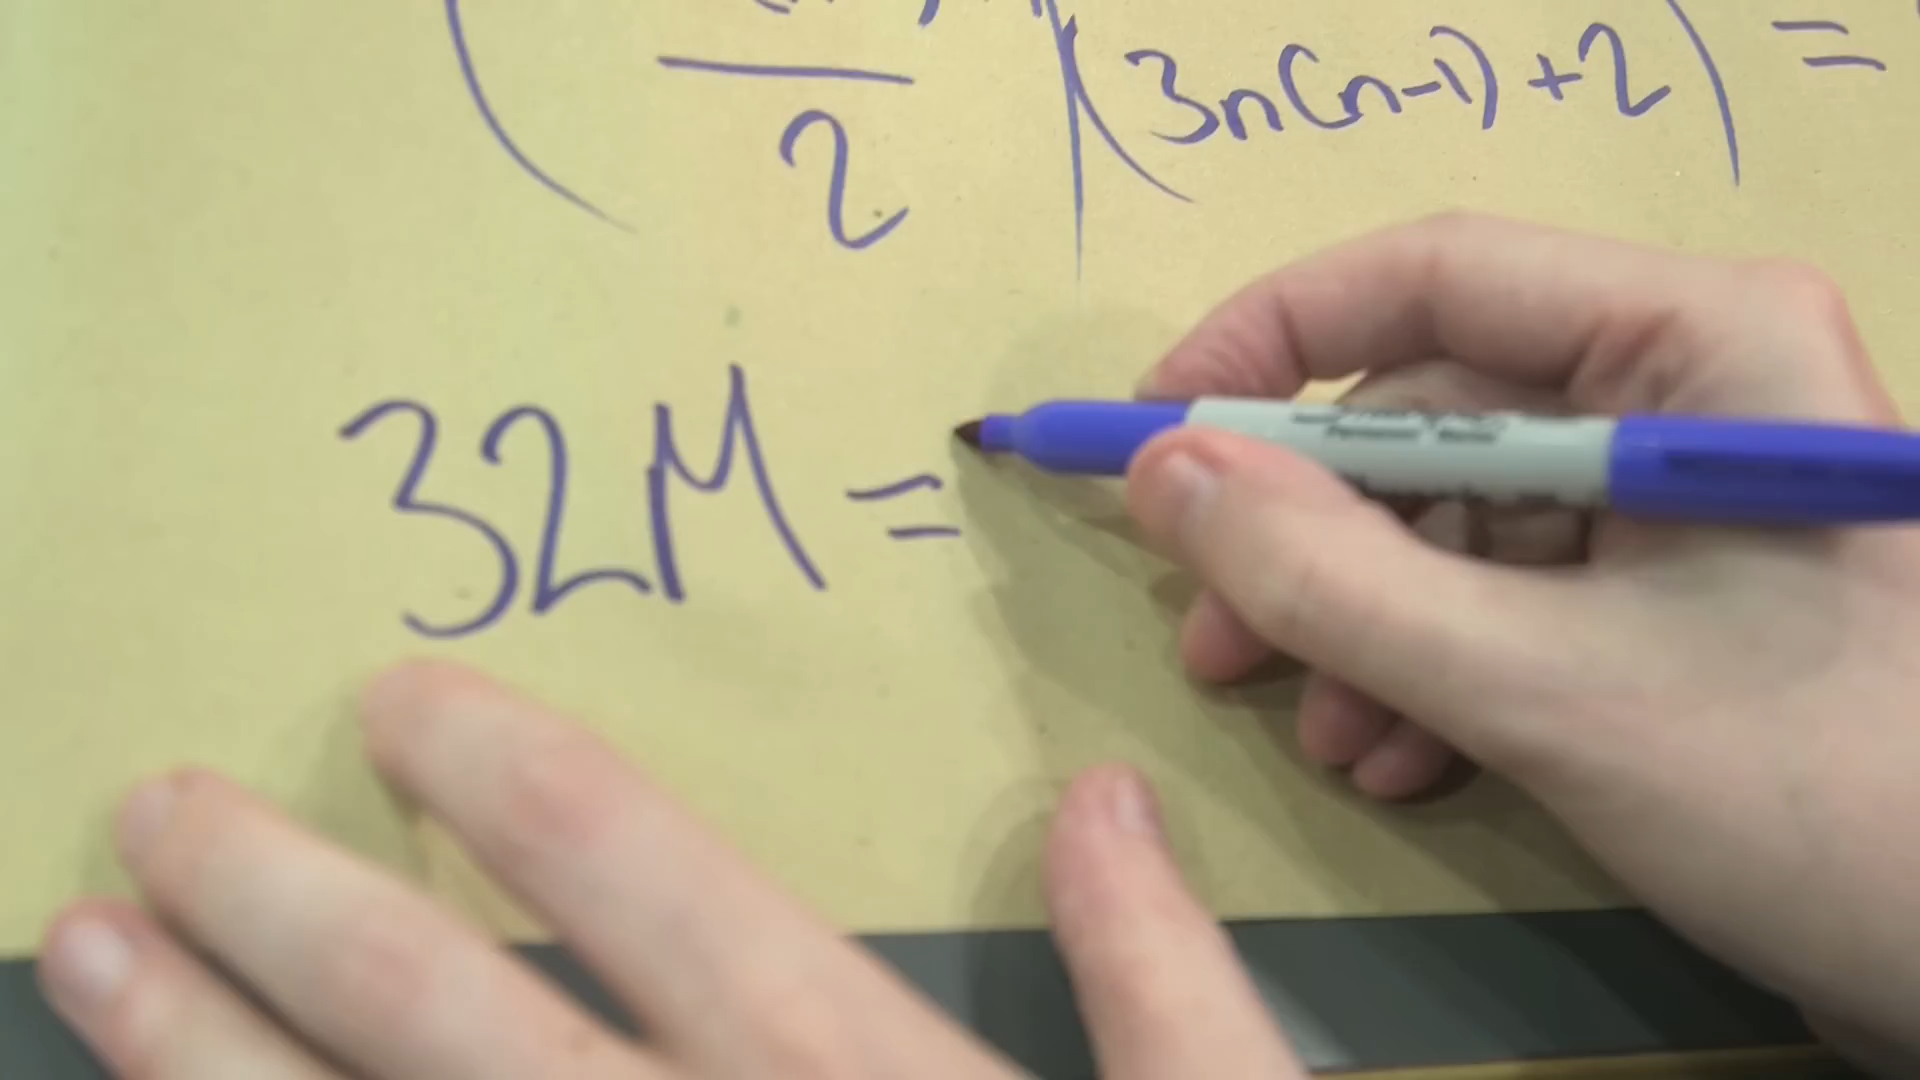 2 (3n(n-1)+2) =
32M =